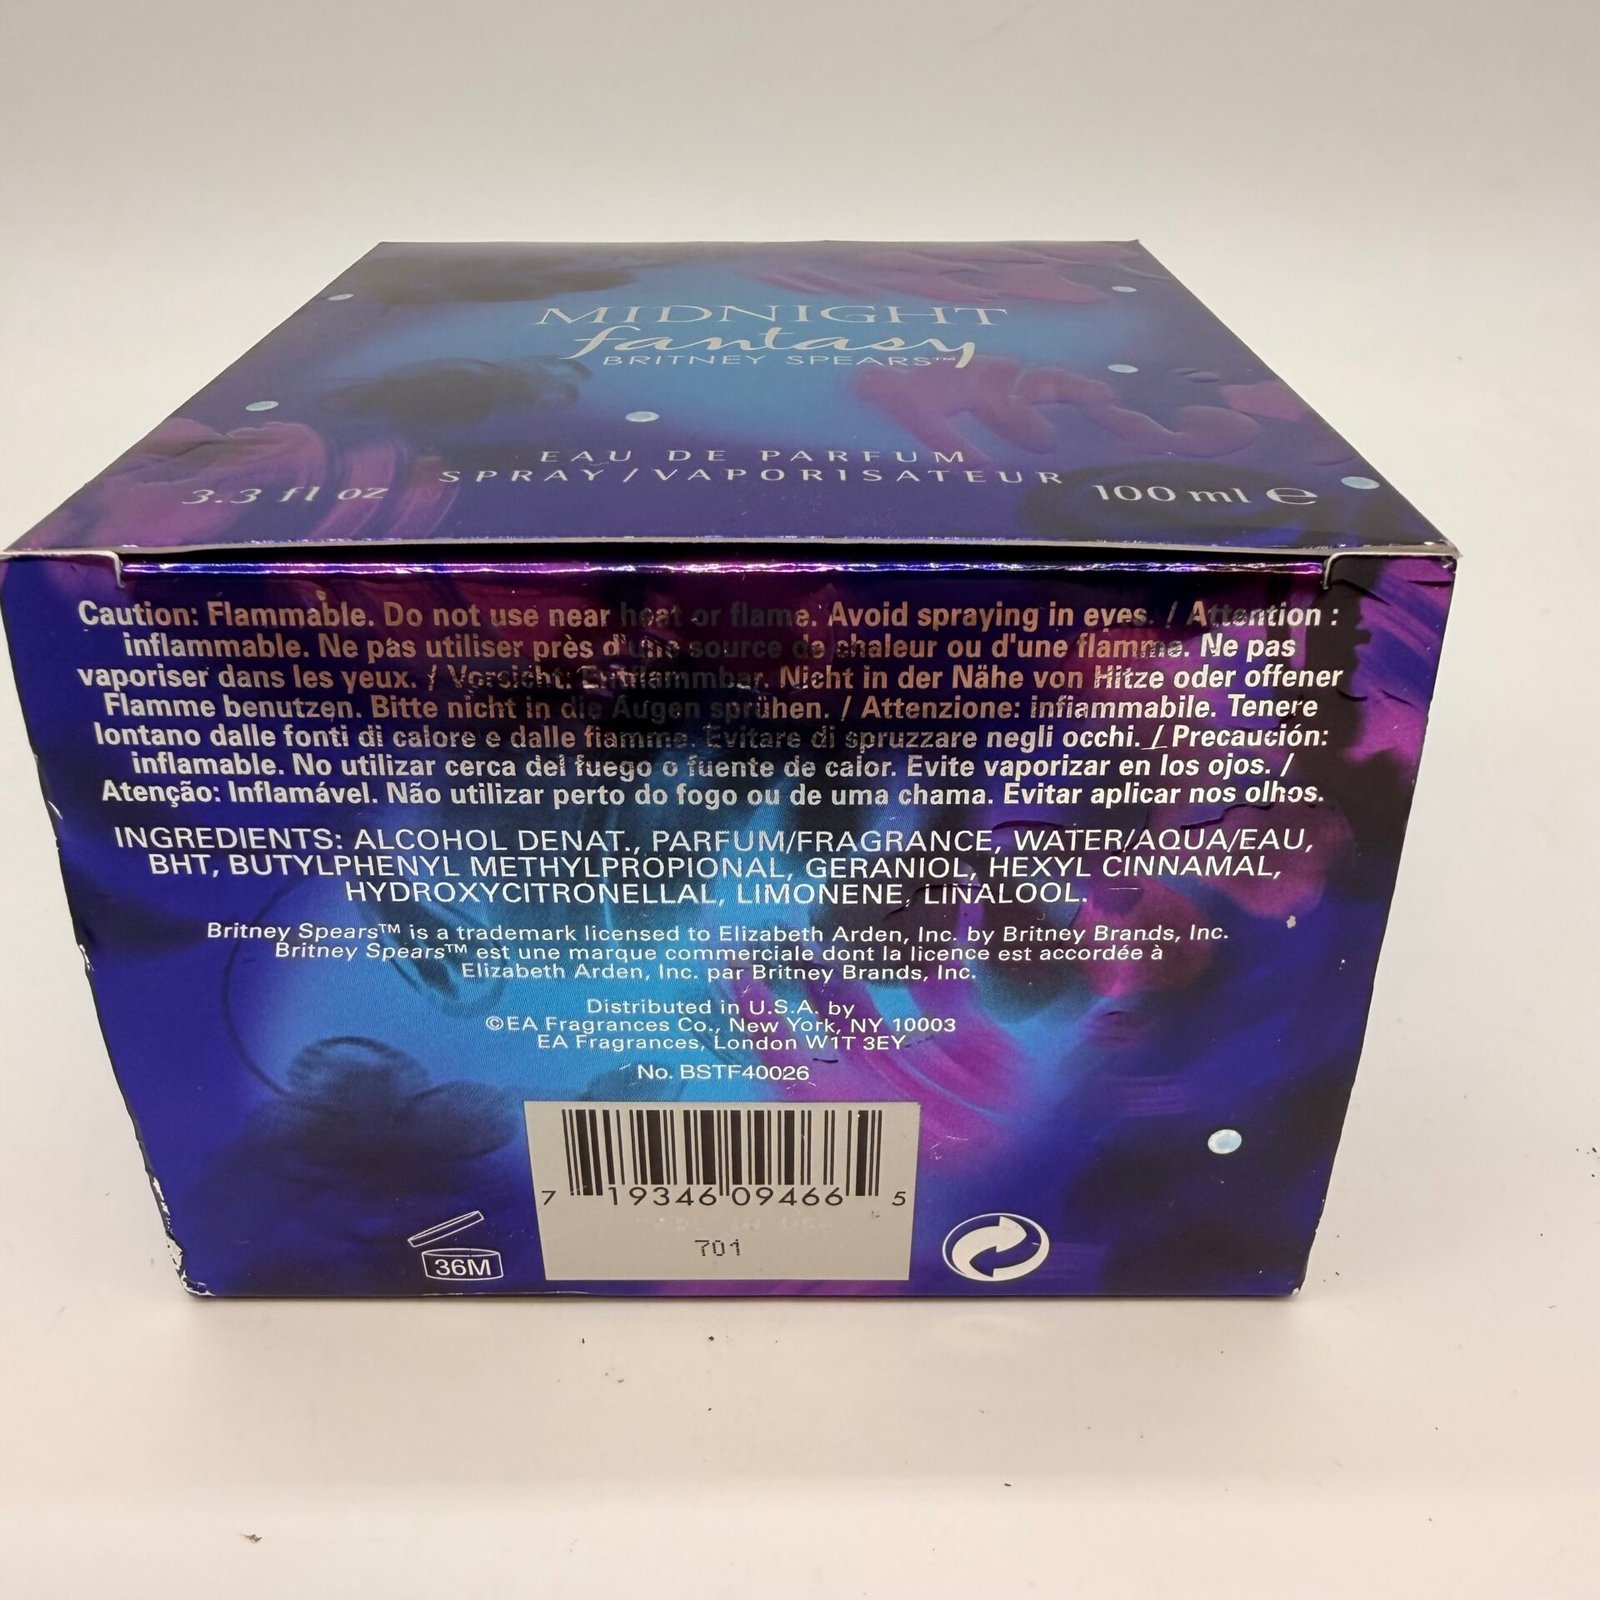 MIDNIGHT
fantasy
BRITNEY SPEARS™
EAU DE PARFUM
SPRAY/VAPORISATEUR
3.3 fl oz
100 ml ℮
Caution: Flammable. Do not use near heat or flame. Avoid spraying in eyes. / Attention :
inflammable. Ne pas utiliser près d'une source de chaleur ou d'une flamme. Ne pas
vaporiser dans les yeux. / Vorsicht: Entflammbar. Nicht in der Nähe von Hitze oder offener
Flamme benutzen. Bitte nicht in die Augen sprühen. / Attenzione: infiammabile. Tenere
lontano dalle fonti di calore e dalle fiamme. Evitare di spruzzare negli occhi. / Precaución:
inflamable. No utilizar cerca del fuego o fuente de calor. Evite vaporizar en los ojos. /
Atenção: Inflamável. Não utilizar perto do fogo ou de uma chama. Evitar aplicar nos olhos.
INGREDIENTS: ALCOHOL DENAT., PARFUM/FRAGRANCE, WATER/AQUA/EAU,
BHT, BUTYLPHENYL METHYLPROPIONAL, GERANIOL, HEXYL CINNAMAL,
HYDROXYCITRONELLAL, LIMONENE, LINALOOL.
Britney Spears™ is a trademark licensed to Elizabeth Arden, Inc. by Britney Brands, Inc.
Britney Spears™ est une marque commerciale dont la licence est accordée à
Elizabeth Arden, Inc. par Britney Brands, Inc.
Distributed in U.S.A. by
©EA Fragrances Co., New York, NY 10003
EA Fragrances, London W1T 3EY
No. BSTF40026
7 19346 09466 5
701
36M